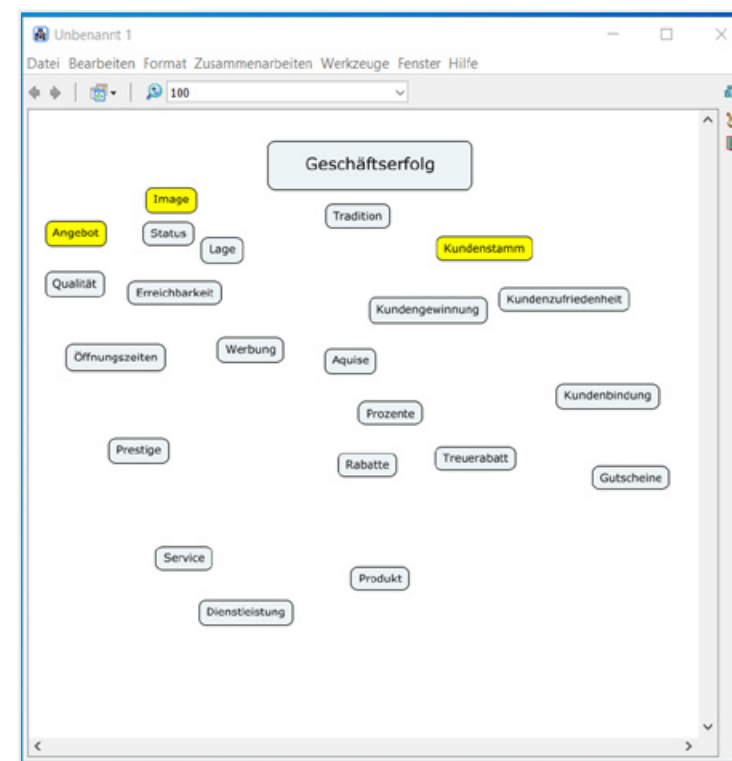 Unbenannt 1
Datei Bearbeiten Format Zusammenarbeiten Werkzeuge Fenster Hilfe
100
Geschäftserfolg
Image
Tradition
Angebot
Status
Lage
Kundenstamm
Qualität
Erreichbarkeit
Kundengewinnung
Kundenzufriedenheit
Öffnungszeiten
Werbung
Aquise
Kundenbindung
Prozente
Prestige
Rabatte
Treuerabatt
Gutscheine
Service
Produkt
Dienstleistung